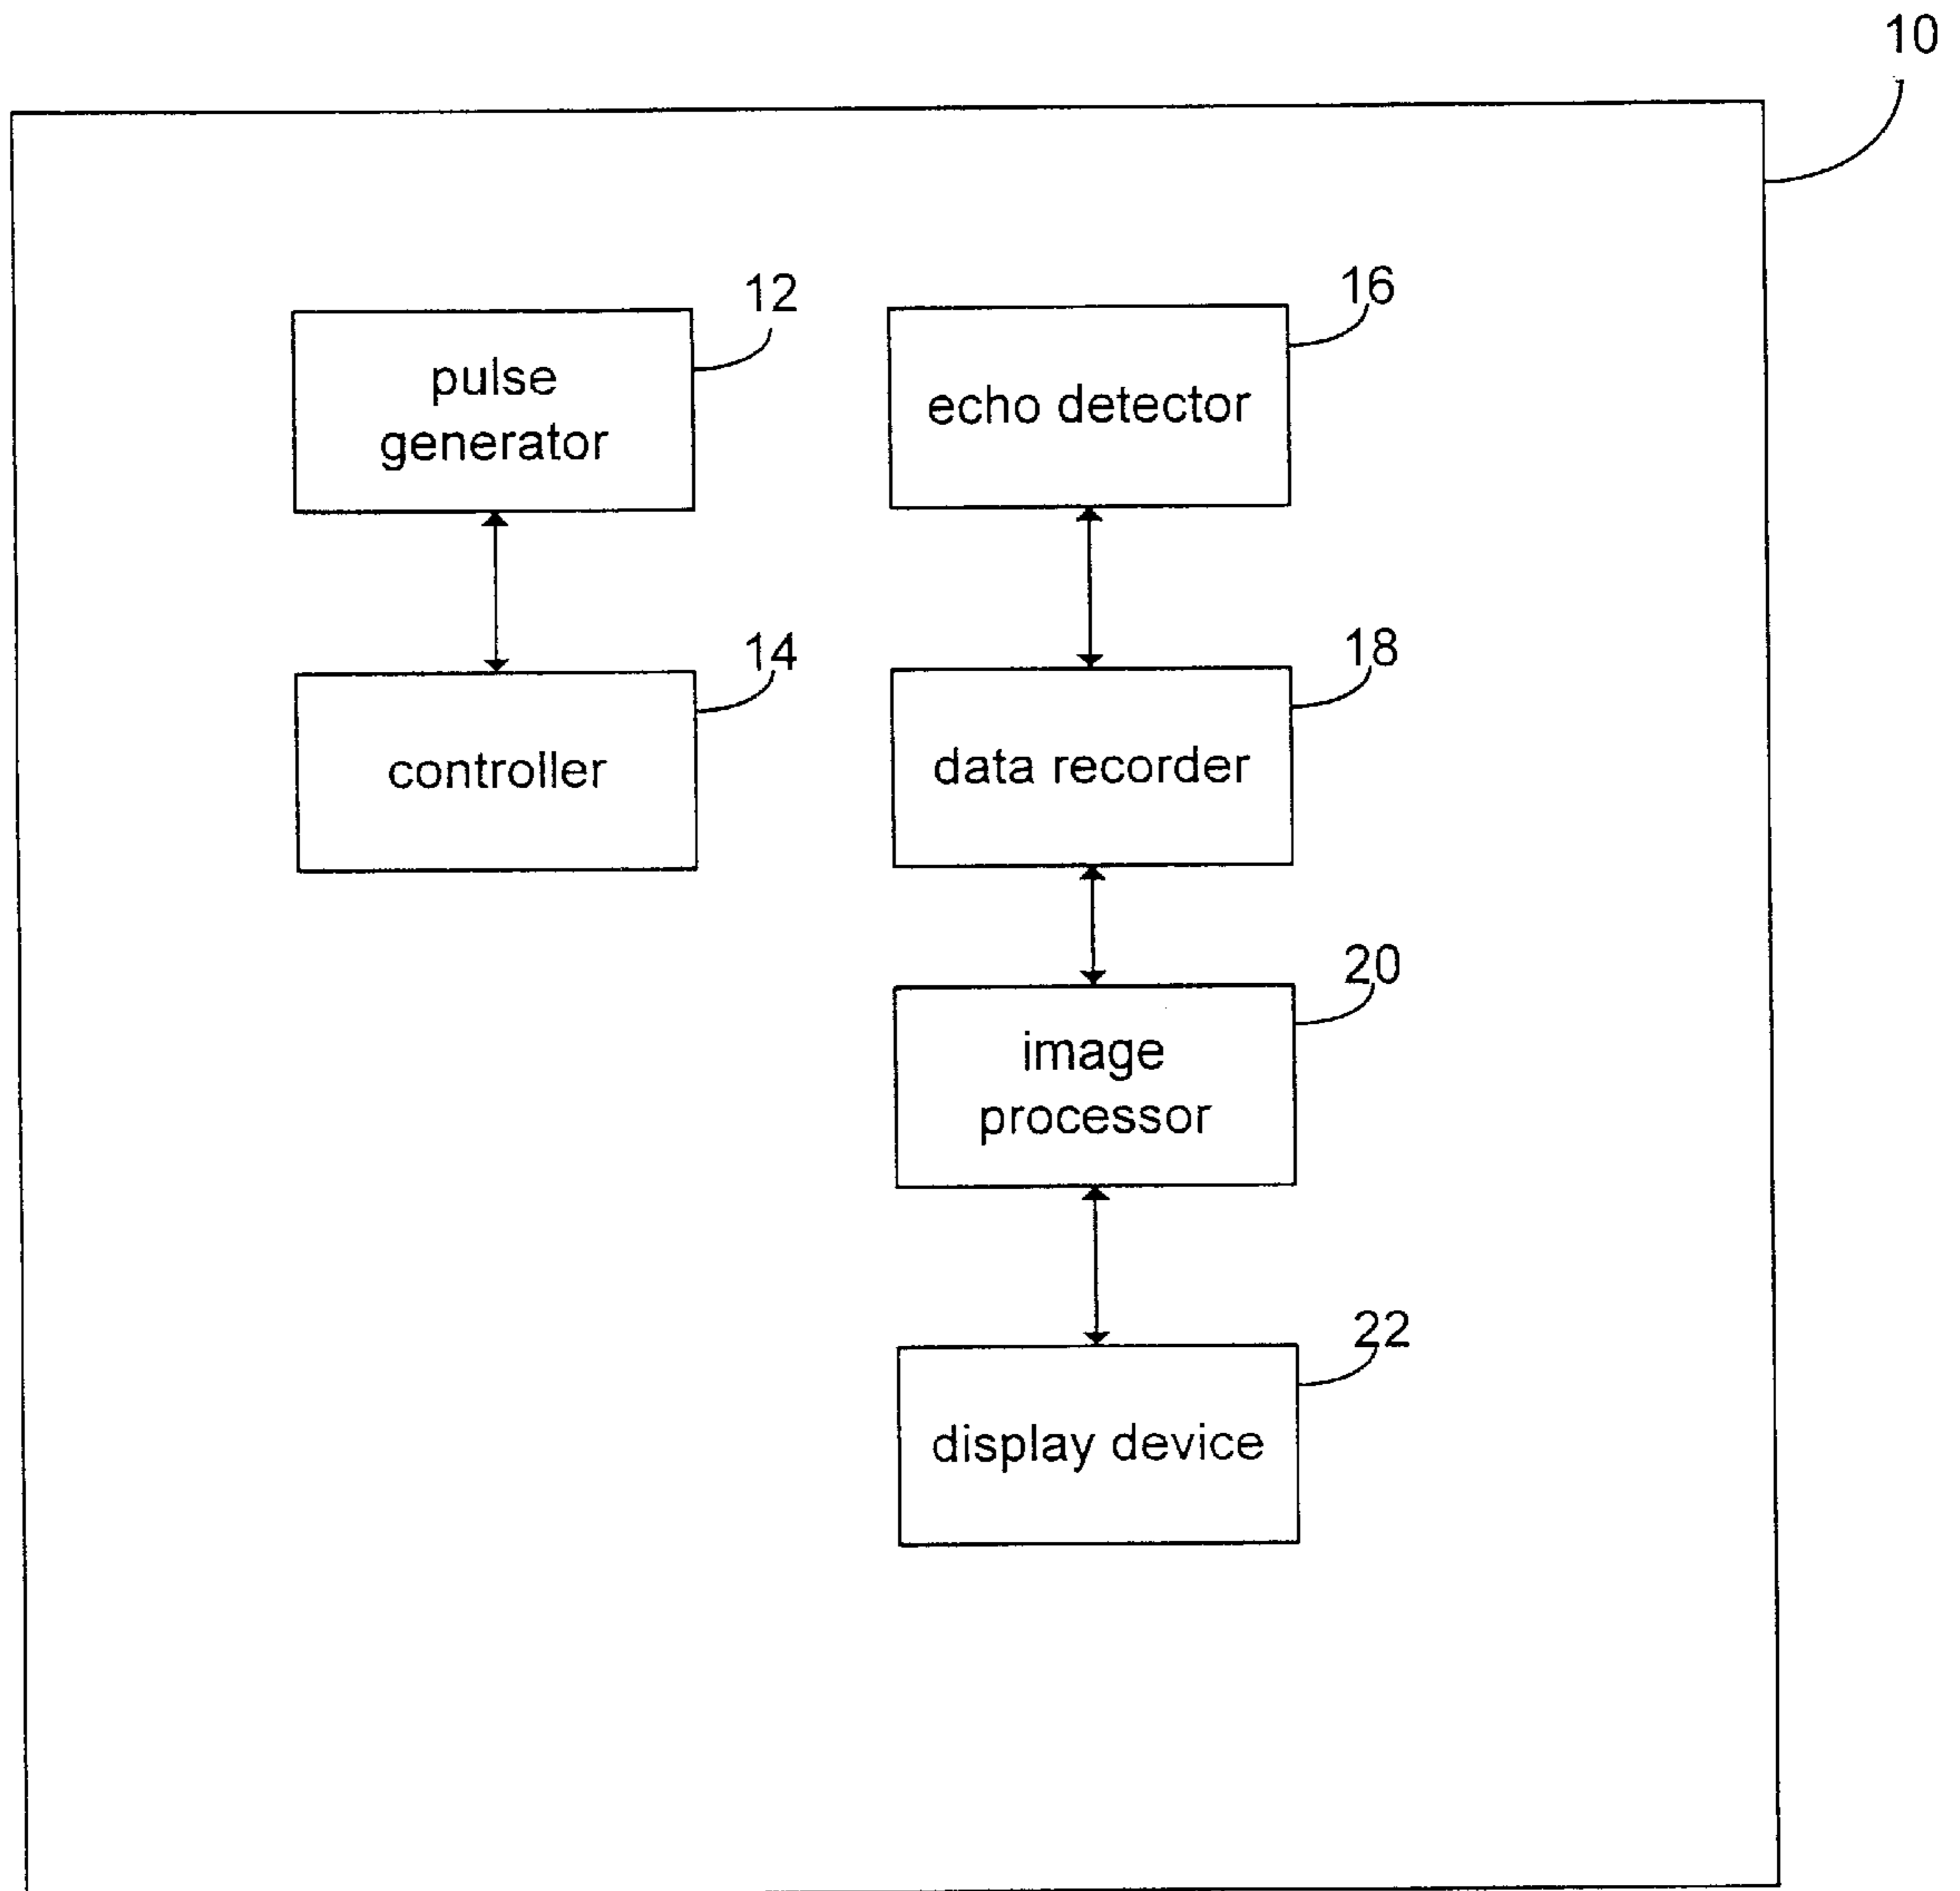 10
12
pulse
generator
16
echo detector
14
controller
18
data recorder
20
image
processor
22
display device